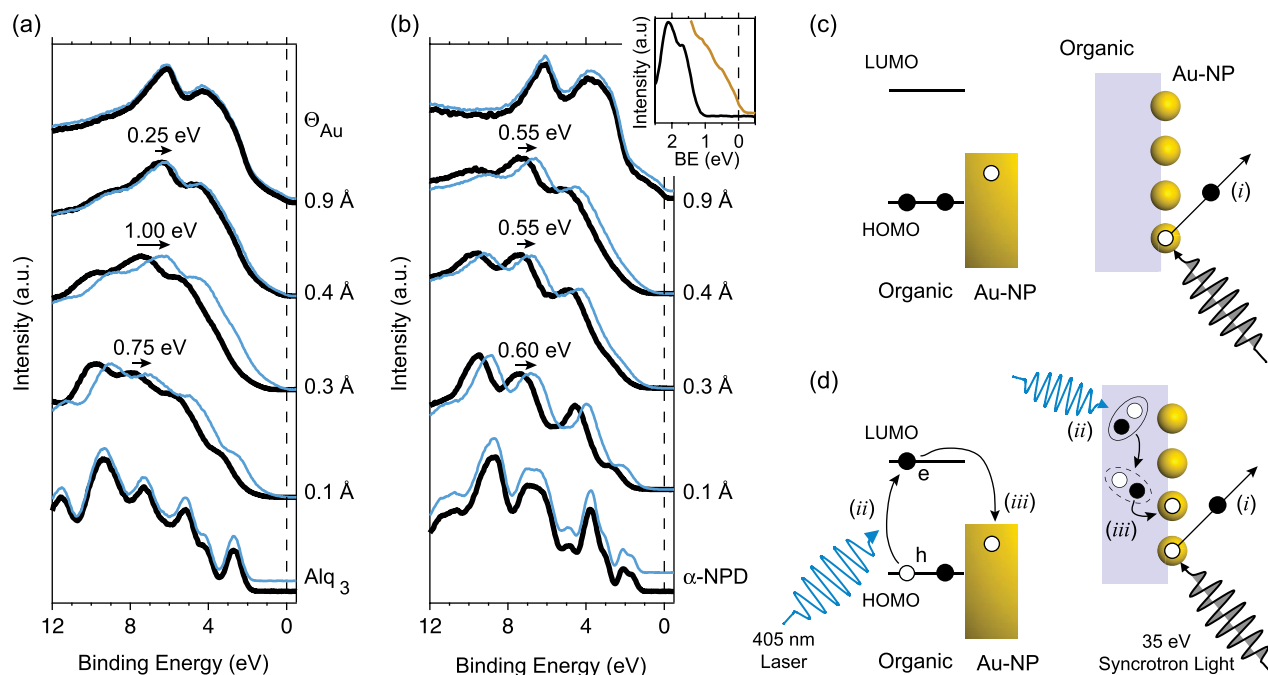 (a)
Intensity (a.u.)
Θ Au
0.25 eV
0.9 Å
1.00 eV
0.4 Å
0.75 eV
0.3 Å
0.1 Å
Alq 3
12 8 4 0
Binding Energy (eV)
(b)
Intensity (a.u.)
Intensity (a.u)
2 1 0
BE (eV)
0.55 eV
0.9 Å
0.55 eV
0.4 Å
0.60 eV
0.3 Å
0.1 Å
α-NPD
12 8 4 0
Binding Energy (eV)
(c)
LUMO
HOMO
Organic Au-NP
Organic
Au-NP
(i)
(d)
LUMO
e
(ii)
(iii)
h
HOMO
405 nm
Laser
Organic Au-NP
(ii)
(iii)
(i)
35 eV
Syncrotron Light